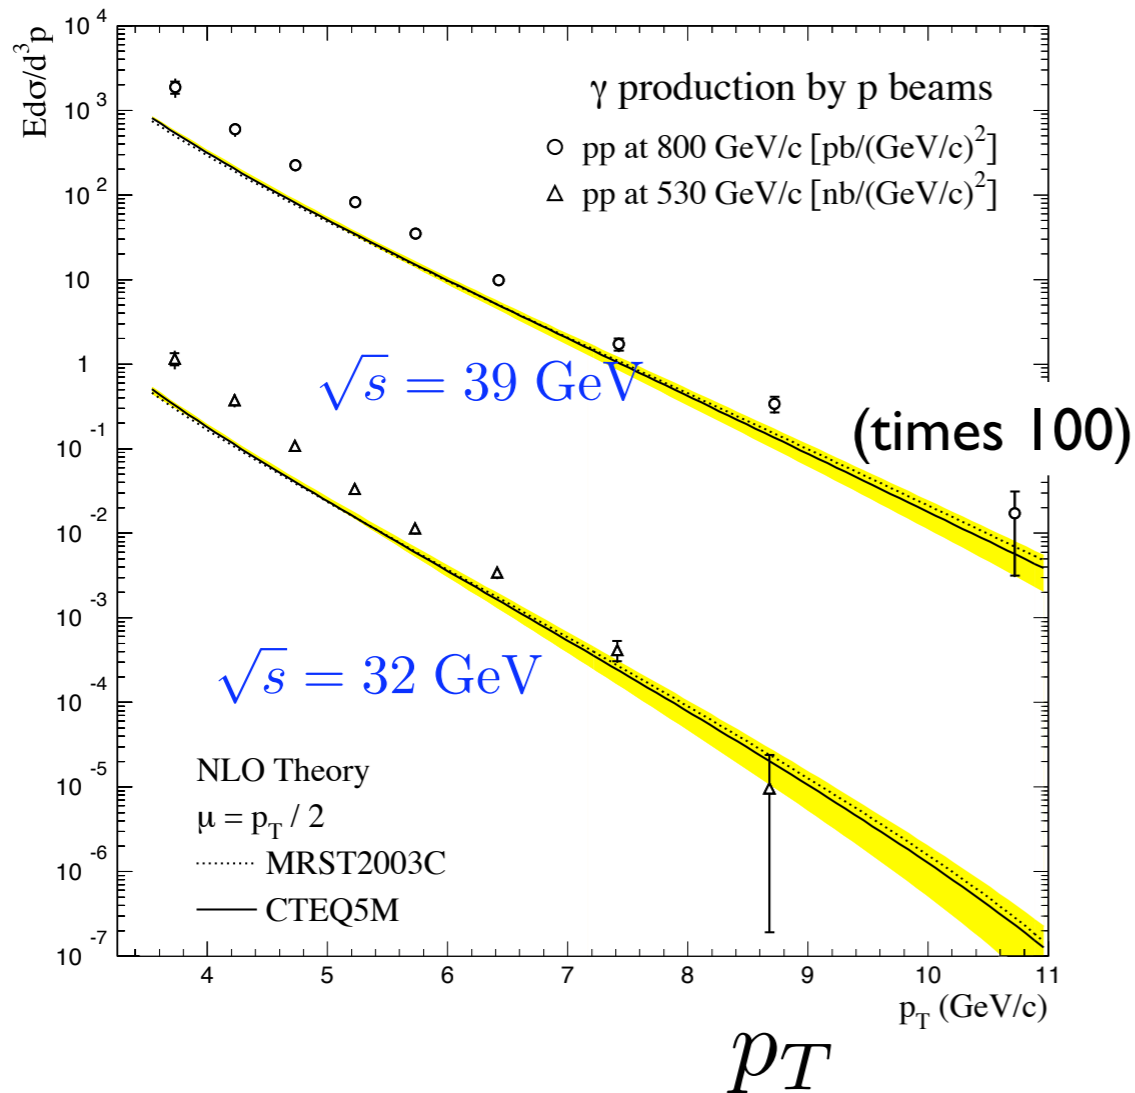 Edσ/d³p
γ production by p beams
pp at 800 GeV/c [pb/(GeV/c)²]
pp at 530 GeV/c [nb/(GeV/c)²]
10⁴
10³
10²
10
1
10⁻¹
10⁻²
10⁻³
10⁻⁴
10⁻⁵
10⁻⁶
10⁻⁷
√s = 39 GeV
(times 100)
√s = 32 GeV
NLO Theory
μ = p_T / 2
MRST2003C
CTEQ5M
4 5 6 7 8 9 10 11
p_T (GeV/c)
p_T